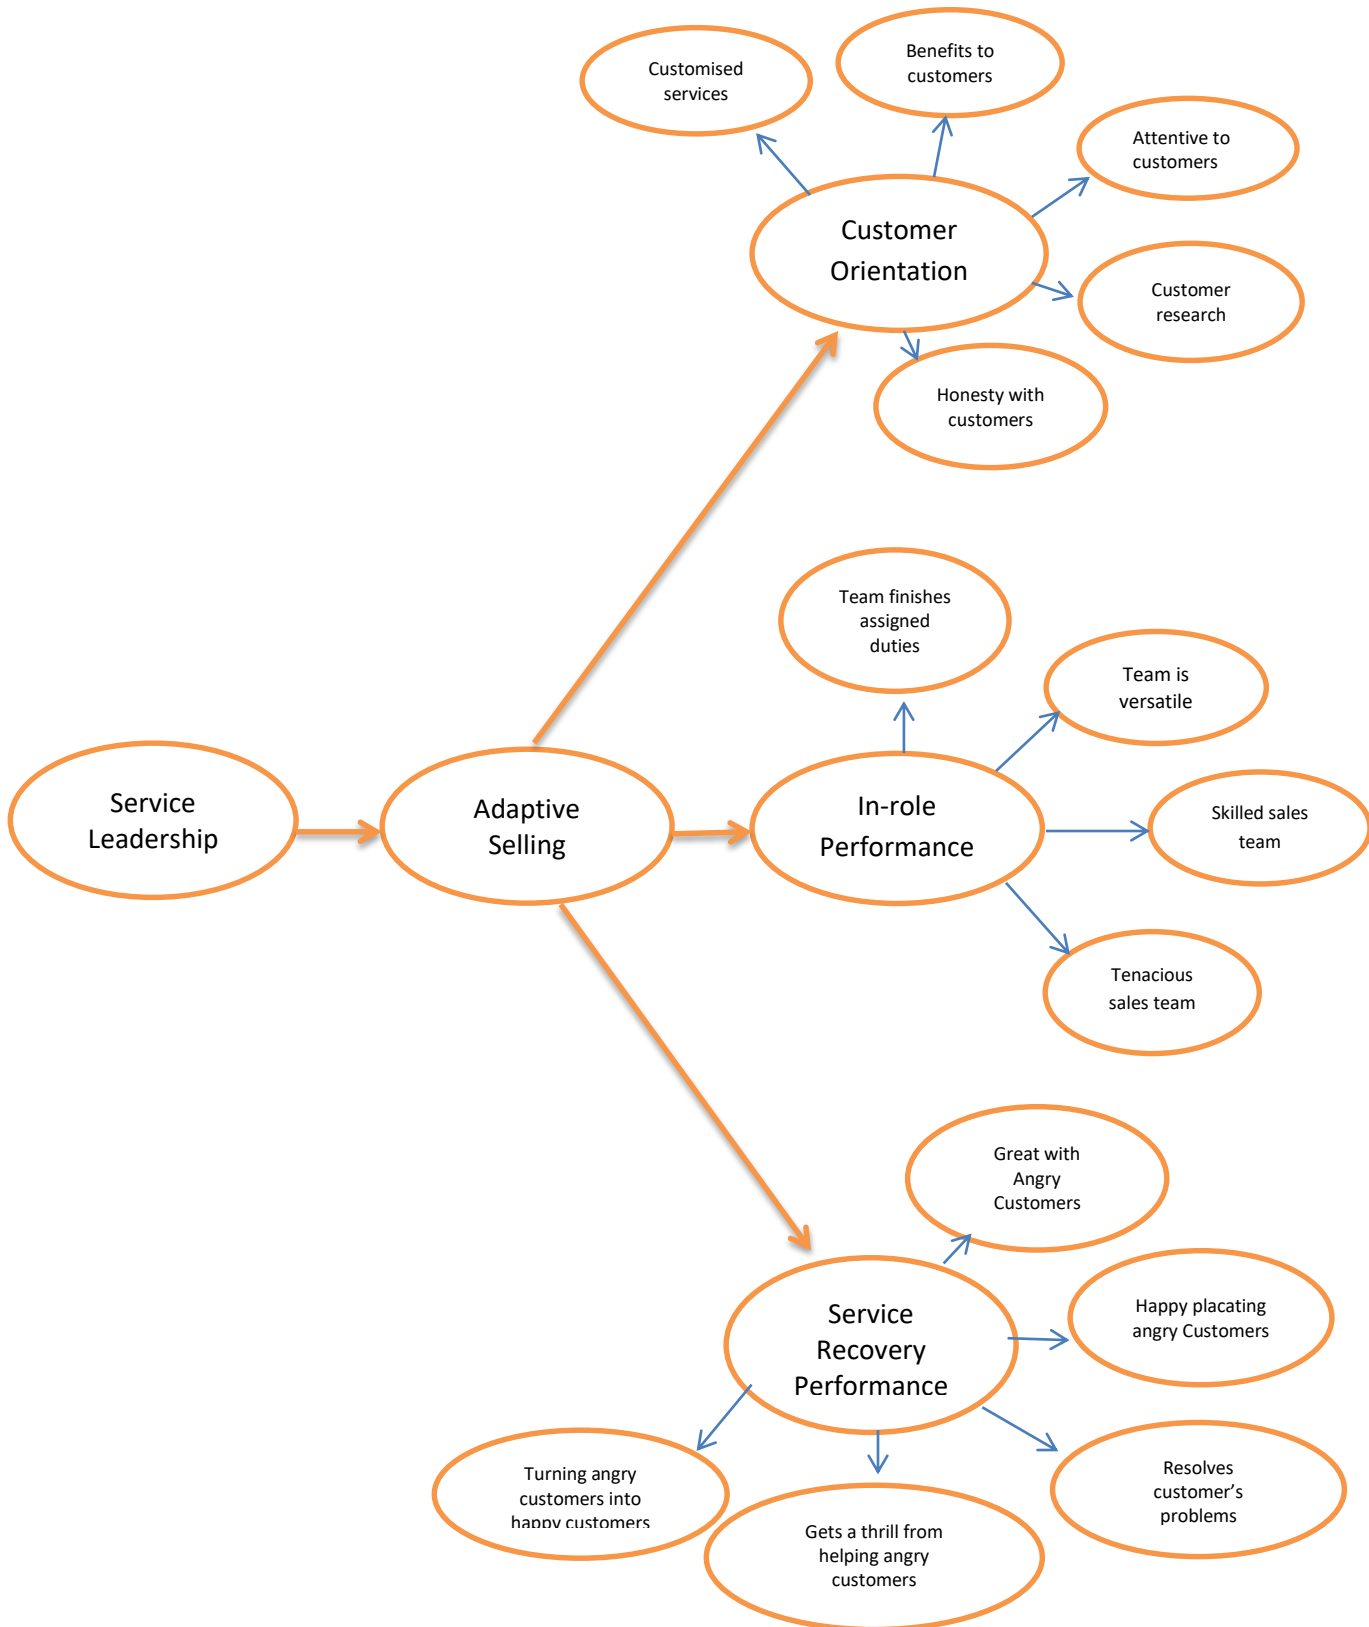 Customised
services
Benefits to
customers
Attentive to
customers
Customer
Orientation
Customer
research
Honesty with
customers
Team finishes
assigned
duties
Team is
versatile
Service
Leadership
Adaptive
Selling
In-role
Performance
Skilled sales
team
Tenacious
sales team
Great with
Angry
Customers
Happy placating
angry Customers
Service
Recovery
Performance
Turning angry
customers into
happy customers
Gets a thrill from
helping angry
customers
Resolves
customer’s
problems